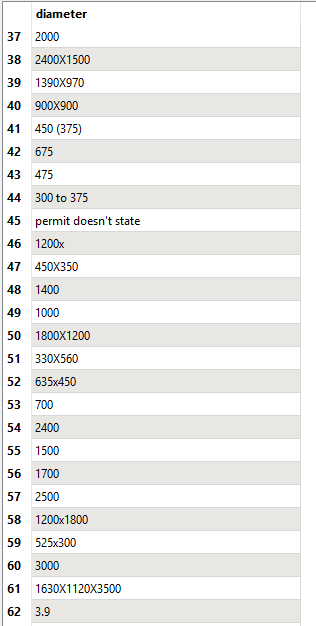 diameter
37 2000
38 2400X1500
39 1390X970
40 900X900
41 450 (375)
42 675
43 475
44 300 to 375
45 permit doesn't state
46 1200x
47 450X350
48 1400
49 1000
50 1800X1200
51 330X560
52 635x450
53 700
54 2400
55 1500
56 1700
57 2500
58 1200x1800
59 525x300
60 3000
61 1630X1120X3500
62 3.9